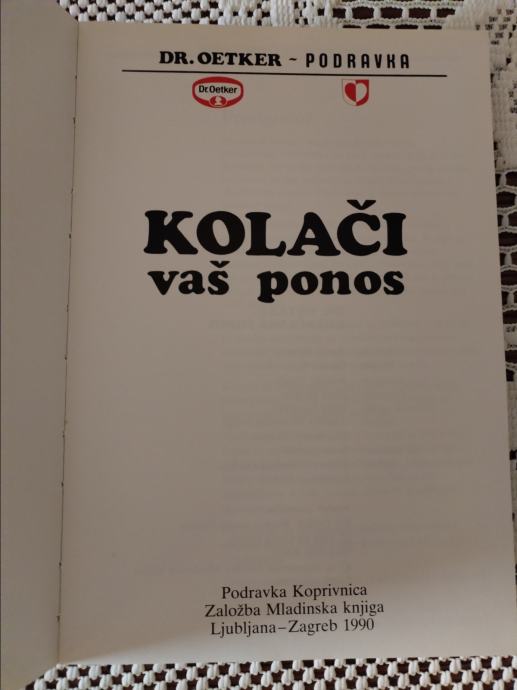 DR. OETKER ~ PODRAVKA
Dr. Oetker
KOLAČI
vaš ponos
Podravka Koprivnica
Založba Mladinska knjiga
Ljubljana–Zagreb 1990